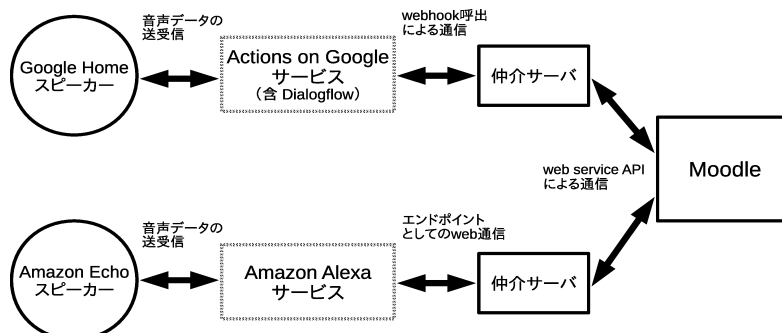 音声データの
送受信
webhook呼出
による通信
Google Home
スピーカー
Actions on Google
サービス
（含 Dialogflow）
仲介サーバ
web service API
による通信
Moodle
音声データの
送受信
エンドポイント
としてのweb通信
Amazon Echo
スピーカー
Amazon Alexa
サービス
仲介サーバ